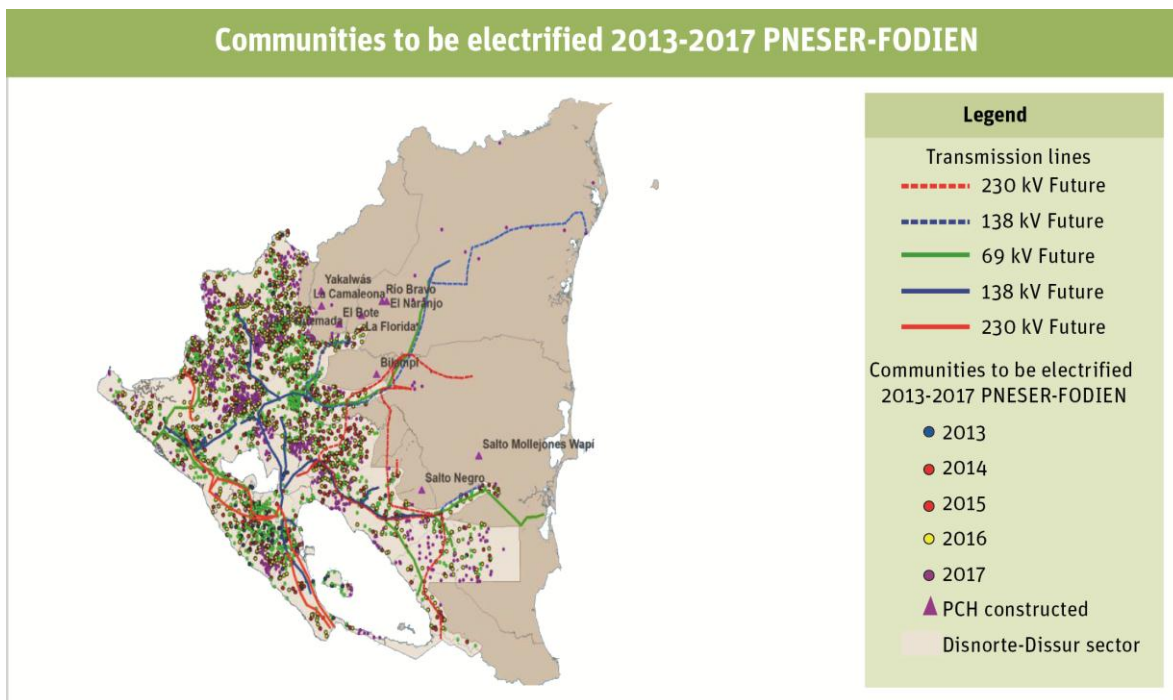 Communities to be electrified 2013-2017 PNESER-FODIEN
Yakalwás
La Camaleona
Río Bravo
El Naranjo
El Bote
La Florida
Bilampí
Salto Mollejones Wapí
Salto Negro
Legend
Transmission lines
230 kV Future
138 kV Future
69 kV Future
138 kV Future
230 kV Future
Communities to be electrified
2013-2017 PNESER-FODIEN
2013
2014
2015
2016
2017
PCH constructed
Disnorte-Dissur sector